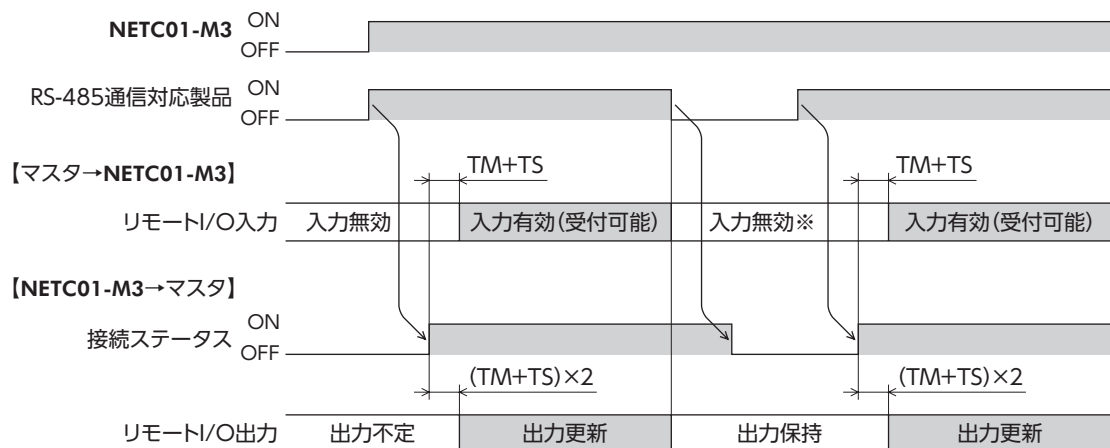 NETC01-M3 ON
OFF
RS-485通信対応製品 ON
OFF
【マスタ→NETC01-M3】
TM+TS TM+TS
リモートI/O入力 入力無効 入力有効(受付可能) 入力無効※ 入力有効(受付可能)
【NETC01-M3→マスタ】
接続ステータス ON
OFF
(TM+TS)×2 (TM+TS)×2
リモートI/O出力 出力不定 出力更新 出力保持 出力更新